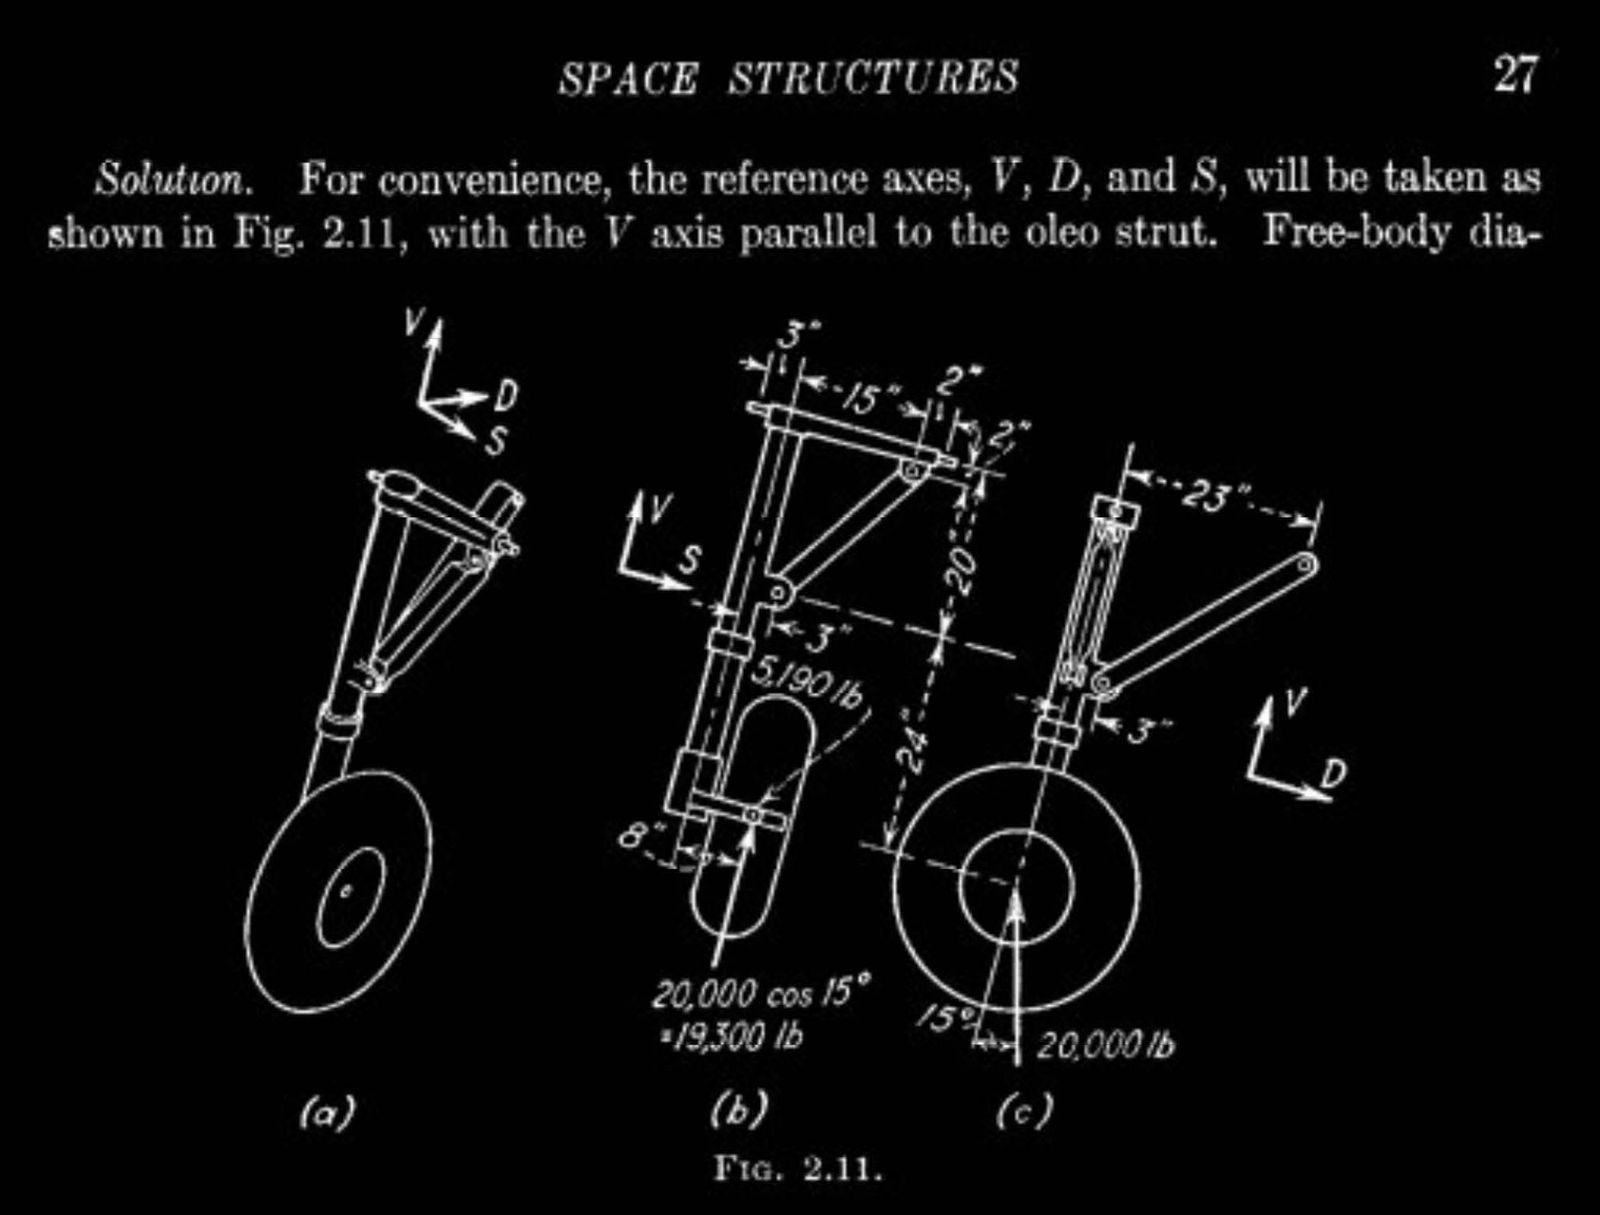 SPACE STRUCTURES 27
Solution. For convenience, the reference axes, V, D, and S, will be taken as
shown in Fig. 2.11, with the V axis parallel to the oleo strut. Free-body dia-
V
D
S
3"
15"
2"
2"
V
S
20"
3"
5,190 lb
24"
8"
20,000 cos 15°
=19,300 lb
23"
3"
V
D
15°
20,000 lb
(a) (b) (c)
FIG. 2.11.